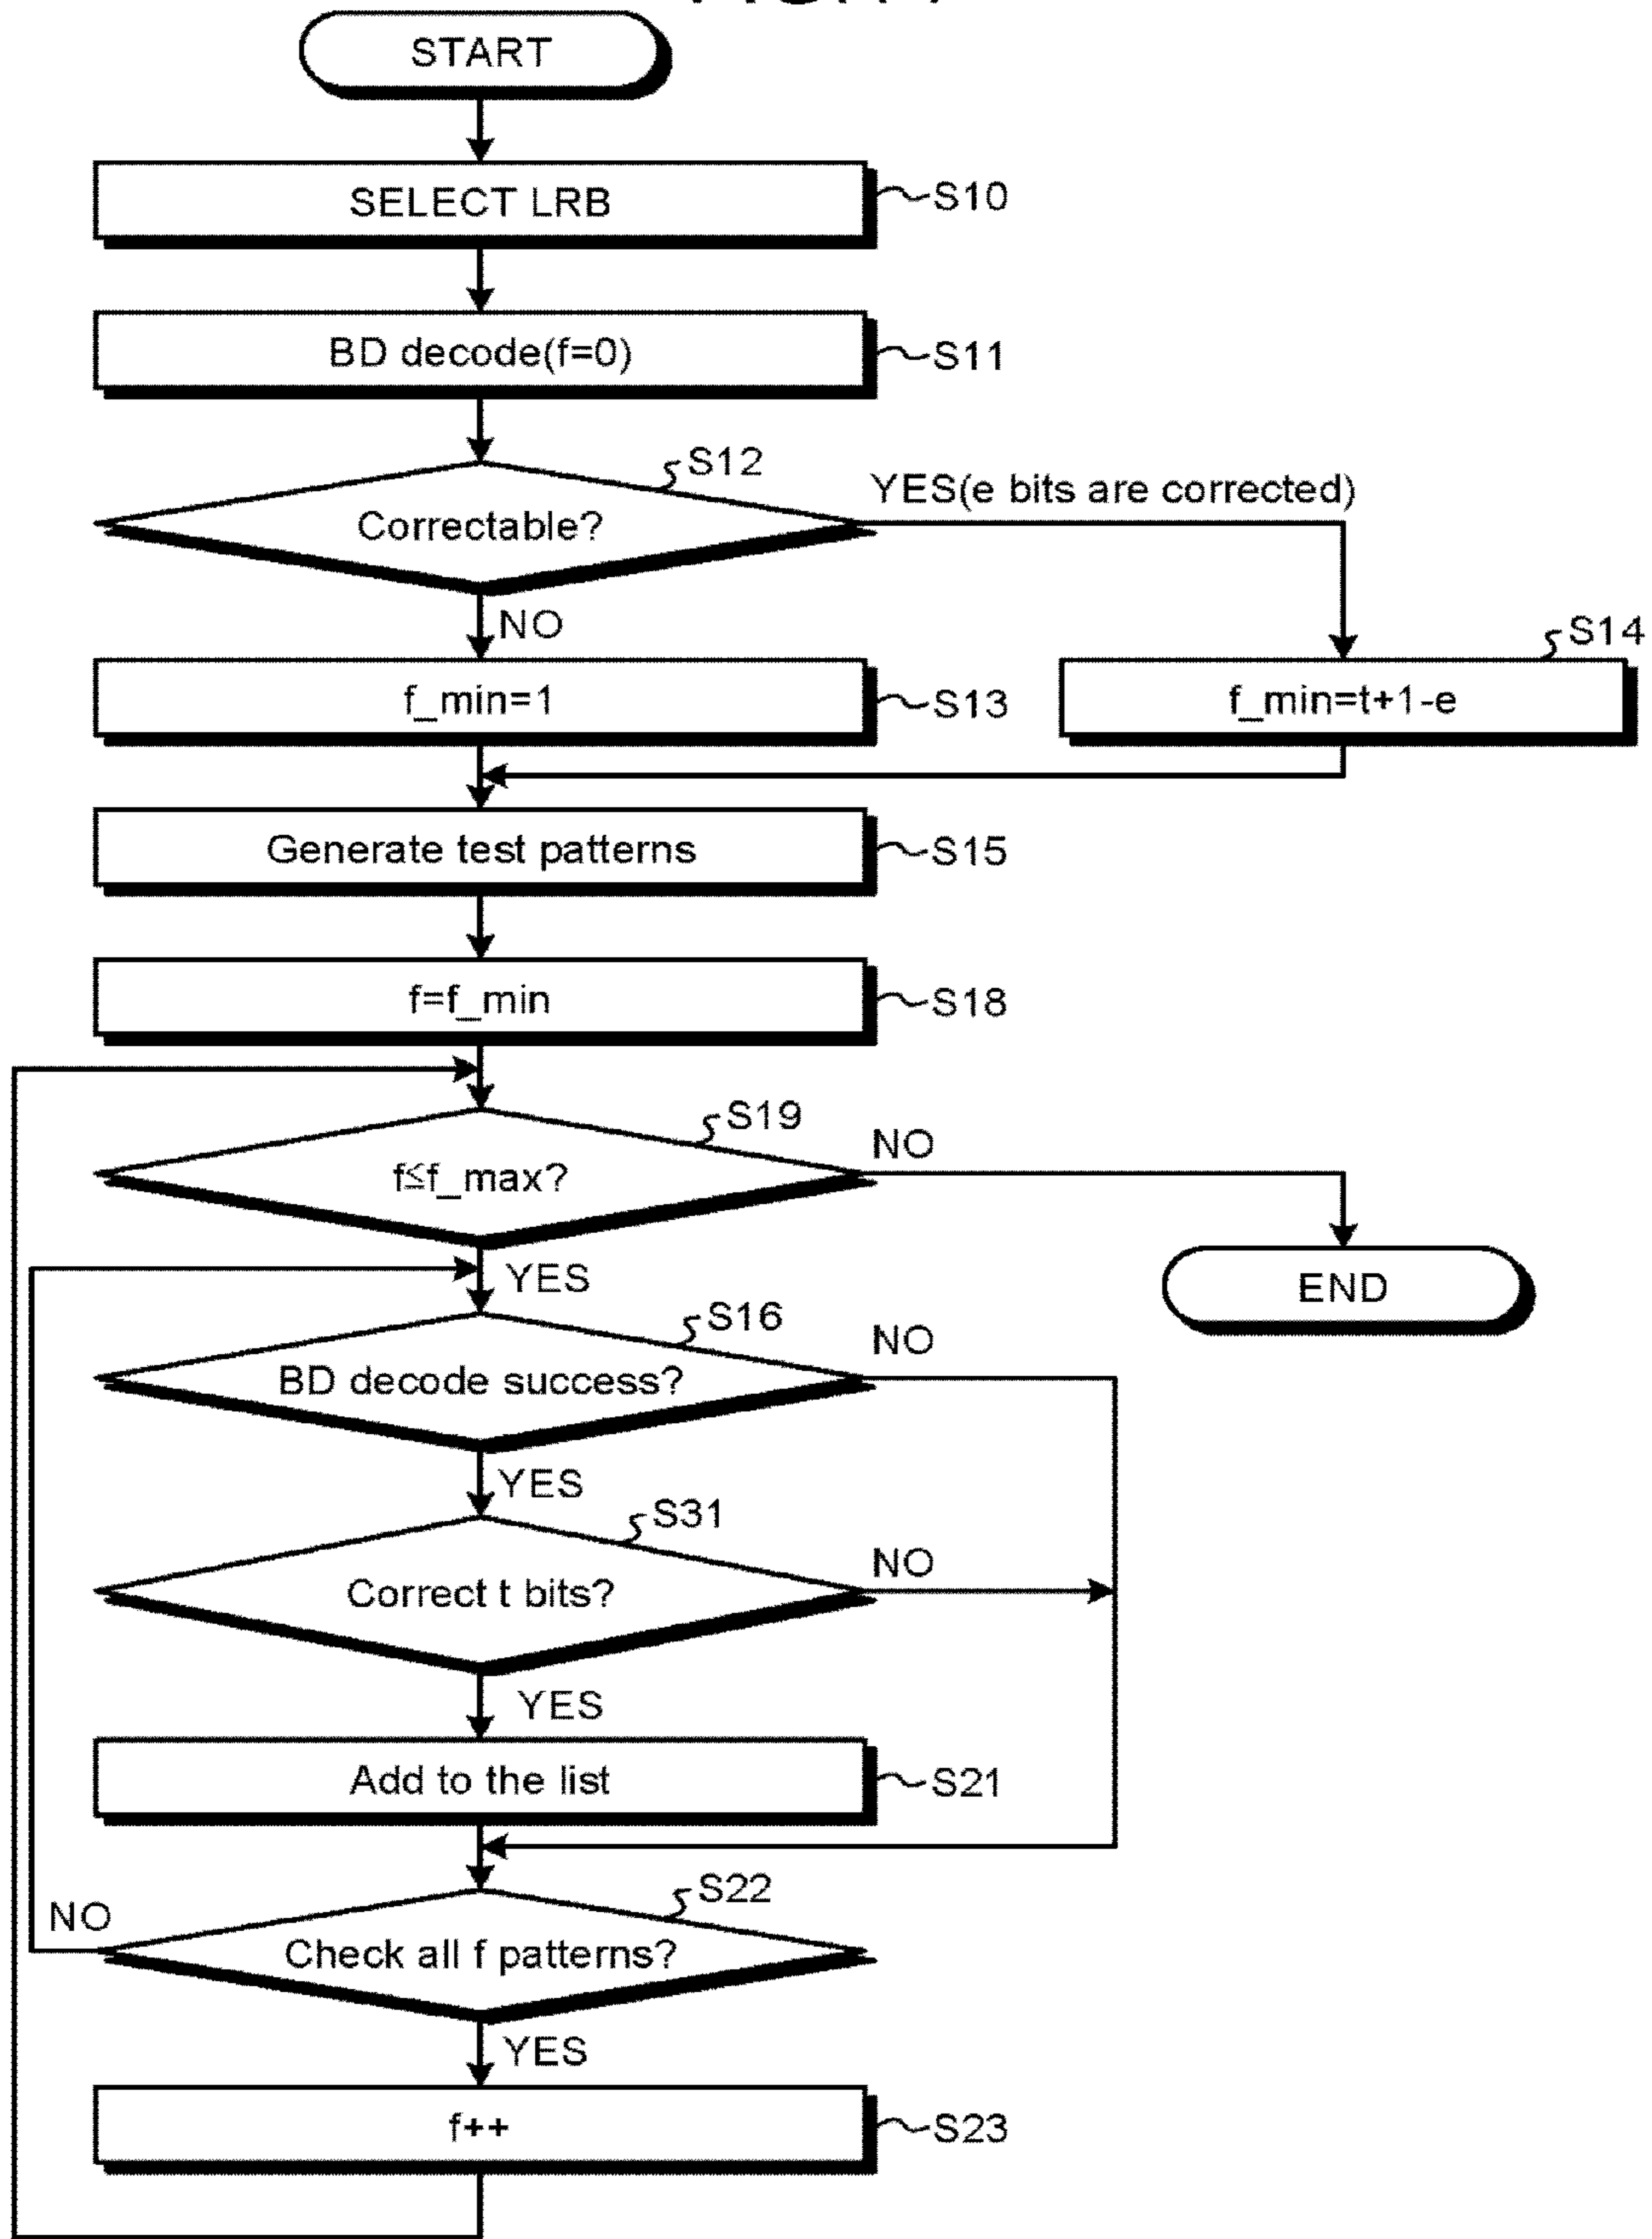 START
SELECT LRB
S10
BD decode(f=0)
S11
S12
Correctable?
YES(e bits are corrected)
NO
f_min=1
S13
S14
f_min=t+1-e
Generate test patterns
S15
f=f_min
S18
S19
f≤f_max?
NO
YES
END
S16
BD decode success?
NO
YES
S31
Correct t bits?
NO
YES
Add to the list
S21
S22
NO
Check all f patterns?
YES
f++
S23